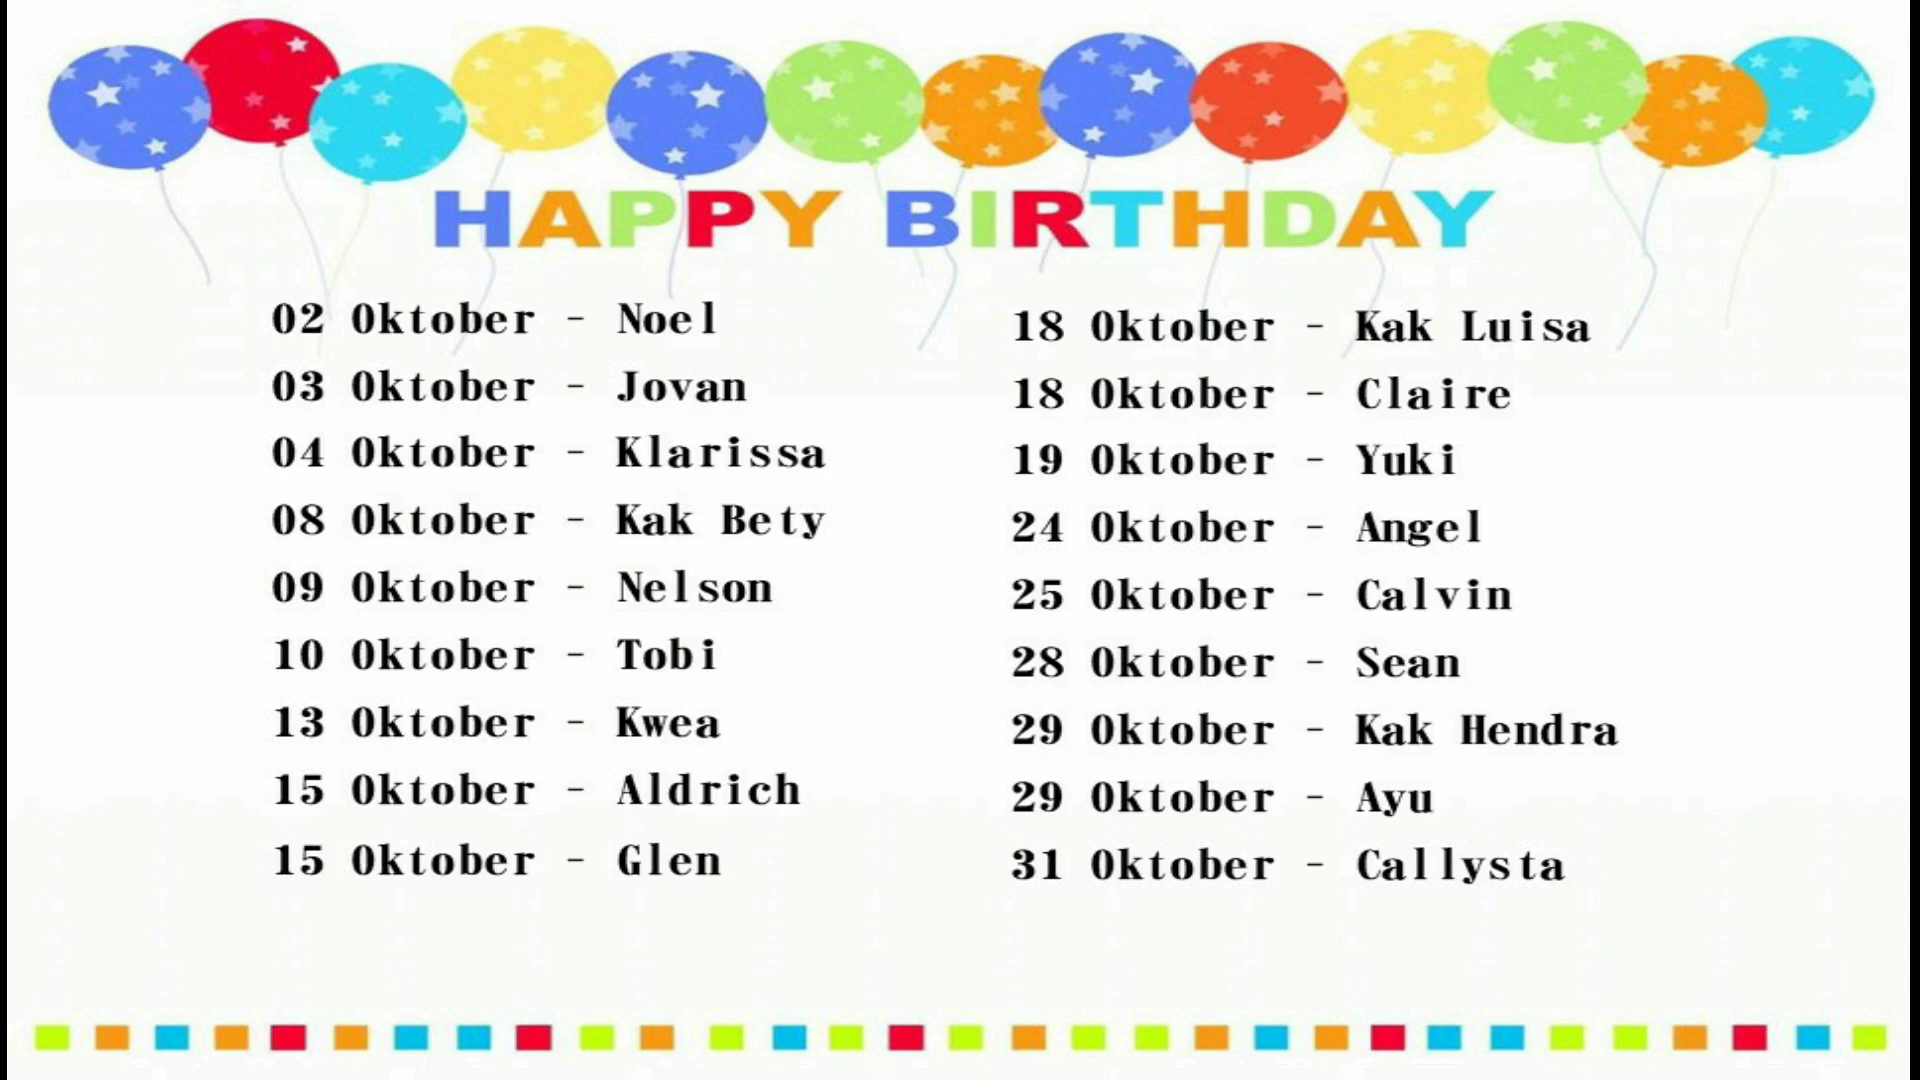 HAPPY BIRTHDAY
02 Oktober - Noel
03 Oktober - Jovan
04 Oktober - Klarissa
08 Oktober - Kak Bety
09 Oktober - Nelson
10 Oktober - Tobi
13 Oktober - Kwea
15 Oktober - Aldrich
15 Oktober - Glen
18 Oktober - Kak Luisa
18 Oktober - Claire
19 Oktober - Yuki
24 Oktober - Angel
25 Oktober - Calvin
28 Oktober - Sean
29 Oktober - Kak Hendra
29 Oktober - Ayu
31 Oktober - Callysta